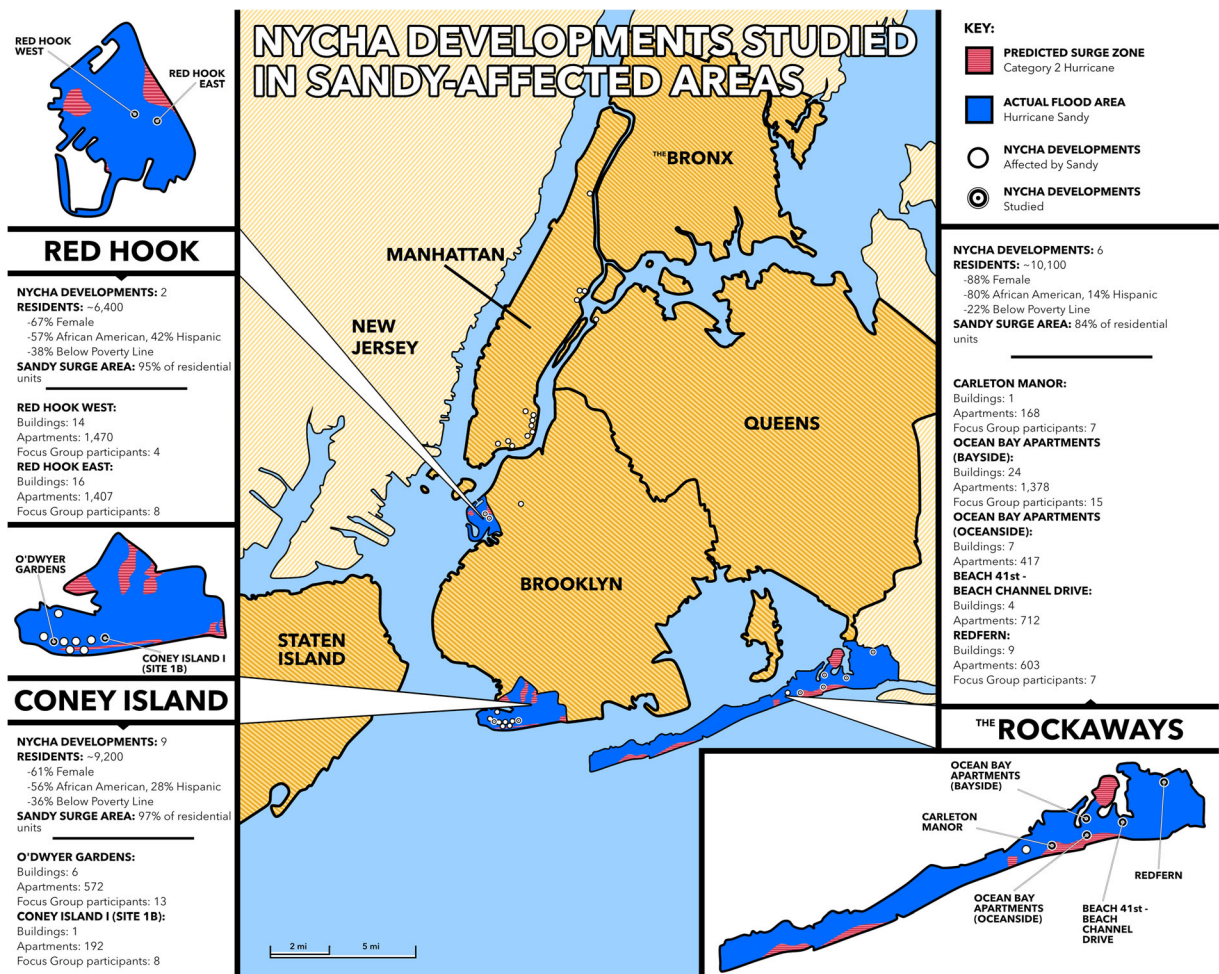 NYCHA DEVELOPMENTS STUDIED
IN SANDY-AFFECTED AREAS
RED HOOK
WEST
RED HOOK
EAST
RED HOOK
NYCHA DEVELOPMENTS: 2
RESIDENTS: ~6,400
-67% Female
-57% African American, 42% Hispanic
-38% Below Poverty Line
SANDY SURGE AREA: 95% of residential
units
RED HOOK WEST:
Buildings: 14
Apartments: 1,470
Focus Group participants: 4
RED HOOK EAST:
Buildings: 16
Apartments: 1,407
Focus Group participants: 8
O'DWYER
GARDENS
CONEY ISLAND I
(SITE 1B)
CONEY ISLAND
NYCHA DEVELOPMENTS: 9
RESIDENTS: ~9,200
-61% Female
-56% African American, 28% Hispanic
-36% Below Poverty Line
SANDY SURGE AREA: 97% of residential
units
O'DWYER GARDENS:
Buildings: 6
Apartments: 572
Focus Group participants: 13
CONEY ISLAND I (SITE 1B):
Buildings: 1
Apartments: 192
Focus Group participants: 8
THE BRONX
MANHATTAN
NEW
JERSEY
QUEENS
BROOKLYN
STATEN
ISLAND
2 mi
5 mi
KEY:
PREDICTED SURGE ZONE
Category 2 Hurricane
ACTUAL FLOOD AREA
Hurricane Sandy
NYCHA DEVELOPMENTS
Affected by Sandy
NYCHA DEVELOPMENTS
Studied
NYCHA DEVELOPMENTS: 6
RESIDENTS: ~10,100
-88% Female
-80% African American, 14% Hispanic
-22% Below Poverty Line
SANDY SURGE AREA: 84% of residential
units
CARLETON MANOR:
Buildings: 1
Apartments: 168
Focus Group participants: 7
OCEAN BAY APARTMENTS
(BAYSIDE):
Buildings: 24
Apartments: 1,378
Focus Group participants: 15
OCEAN BAY APARTMENTS
(OCEANSIDE):
Buildings: 7
Apartments: 417
BEACH 41st -
BEACH CHANNEL DRIVE:
Buildings: 4
Apartments: 712
REDFERN:
Buildings: 9
Apartments: 603
Focus Group participants: 7
THE ROCKAWAYS
OCEAN BAY
APARTMENTS
(BAYSIDE)
CARLETON
MANOR
REDFERN
OCEAN BAY
APARTMENTS
(OCEANSIDE)
BEACH 41st -
BEACH
CHANNEL
DRIVE